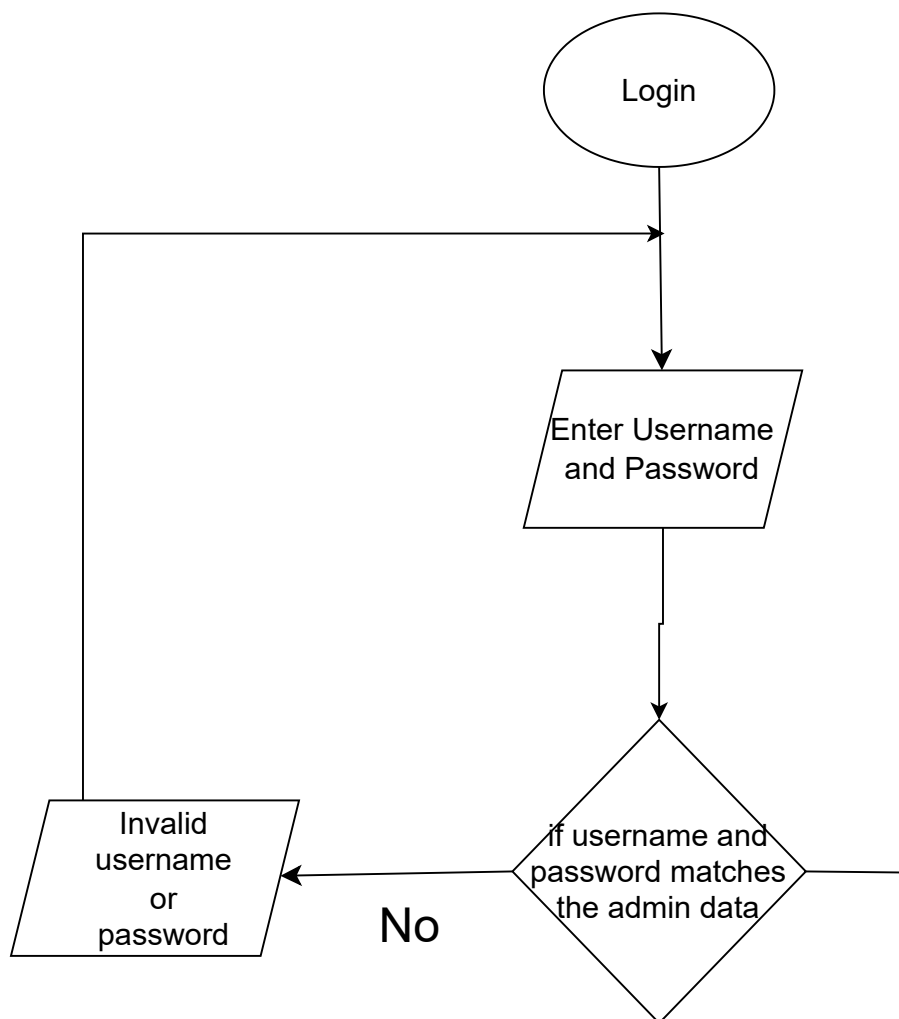 Login
Enter Username
and Password
if username and
password matches
the admin data
No
Invalid
username
or
password